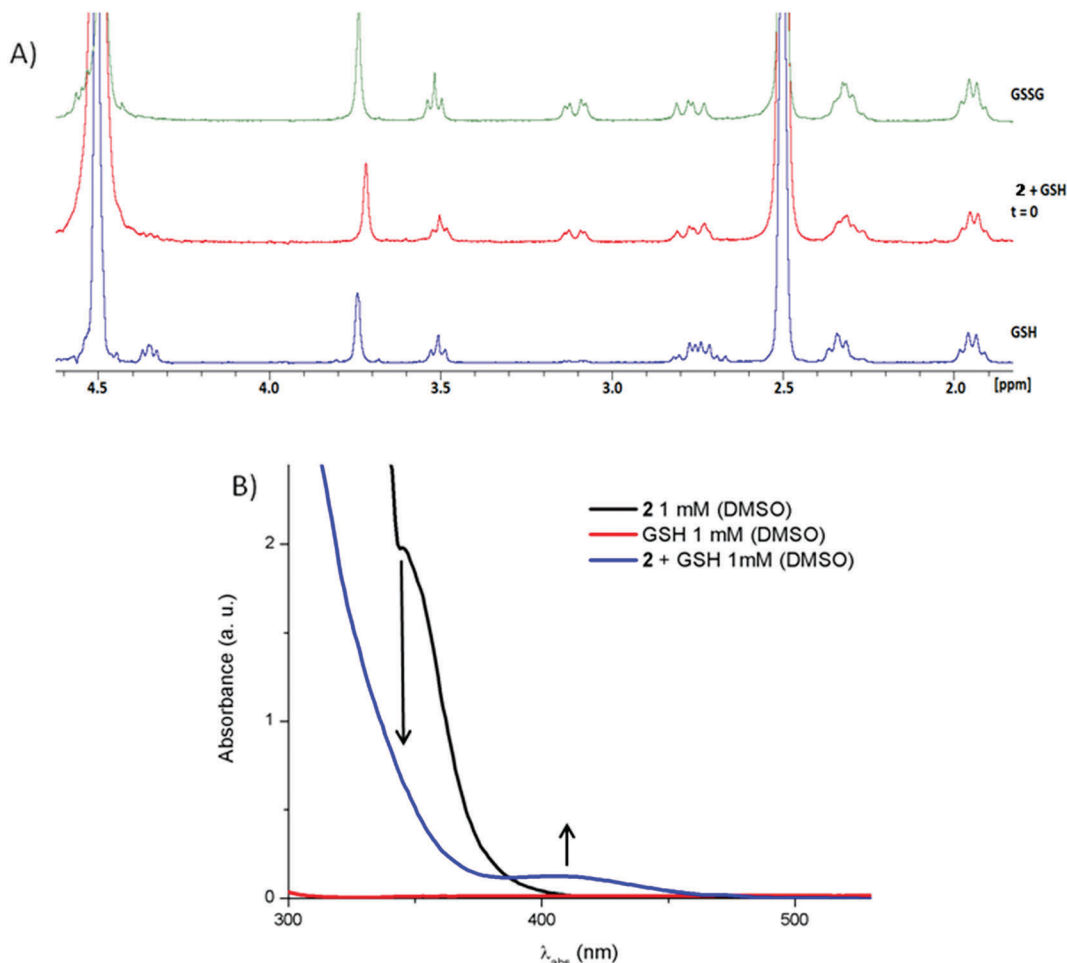 A)
GSSG
2 + GSH
t = 0
GSH
4.5 4.0 3.5 3.0 2.5 2.0 [ppm]
B)
2 1 mM (DMSO)
GSH 1 mM (DMSO)
2 + GSH 1mM (DMSO)
2
1
0
Absorbance (a. u.)
300 400 500
λabs (nm)